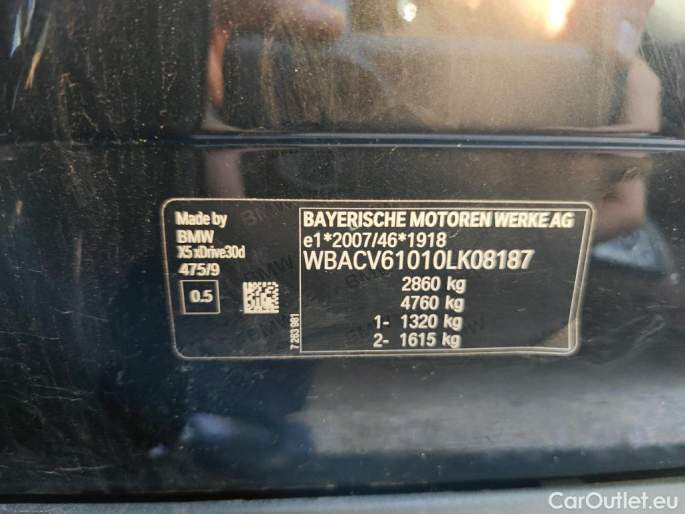 Made by
BMW
X5 xDrive30d
475/9
0.5
7 283 981
BAYERISCHE MOTOREN WERKE AG
e1*2007/46*1918
WBACV61010LK08187
2860 kg
4760 kg
1- 1320 kg
2- 1615 kg
CarOutlet.eu